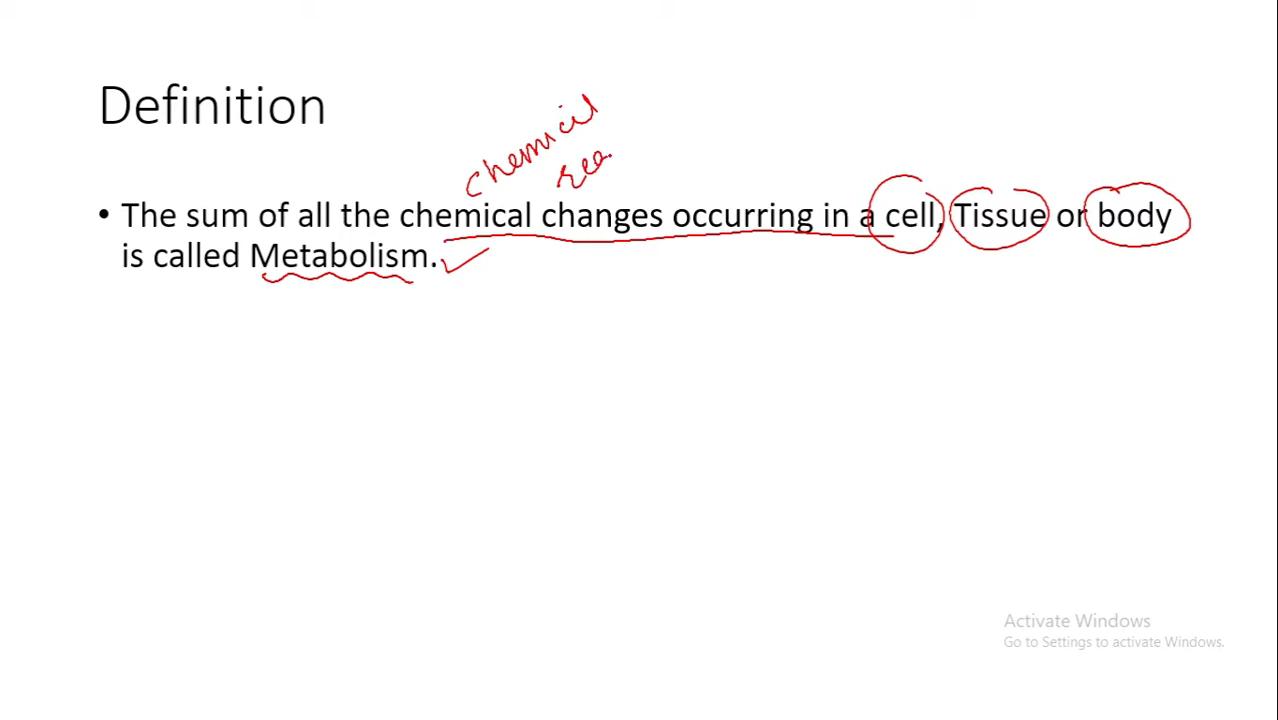 Definition
chemical
rea.
• The sum of all the chemical changes occurring in a cell, Tissue or body
is called Metabolism.
Activate Windows
Go to Settings to activate Windows.